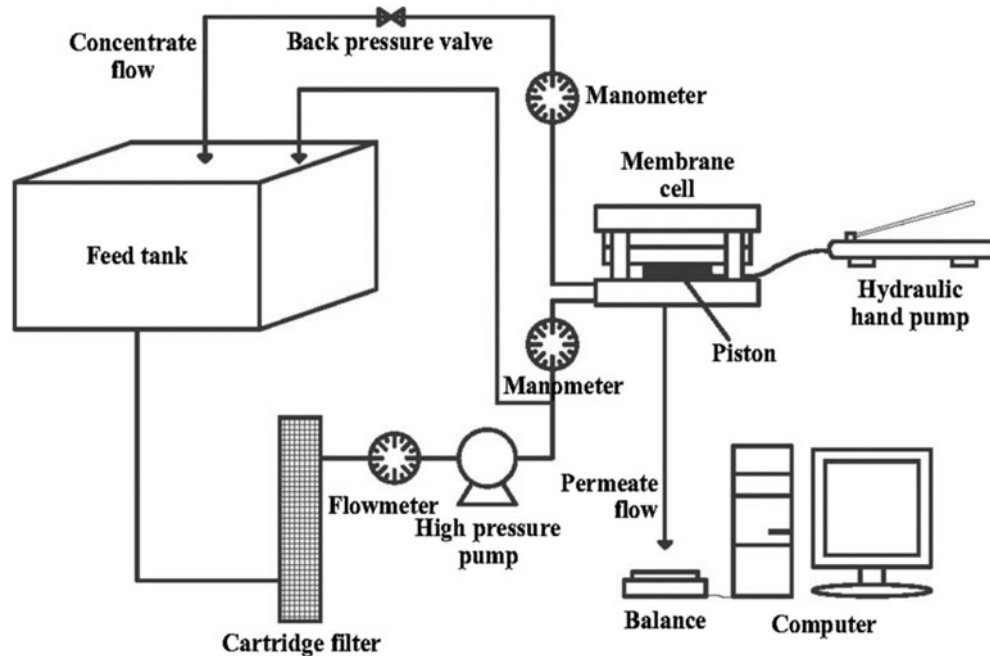 Concentrate
flow
Back pressure valve
Manometer
Membrane
cell
Feed tank
Hydraulic
hand pump
Piston
Manometer
Flowmeter
High pressure
pump
Permeate
flow
Cartridge filter
Balance
Computer